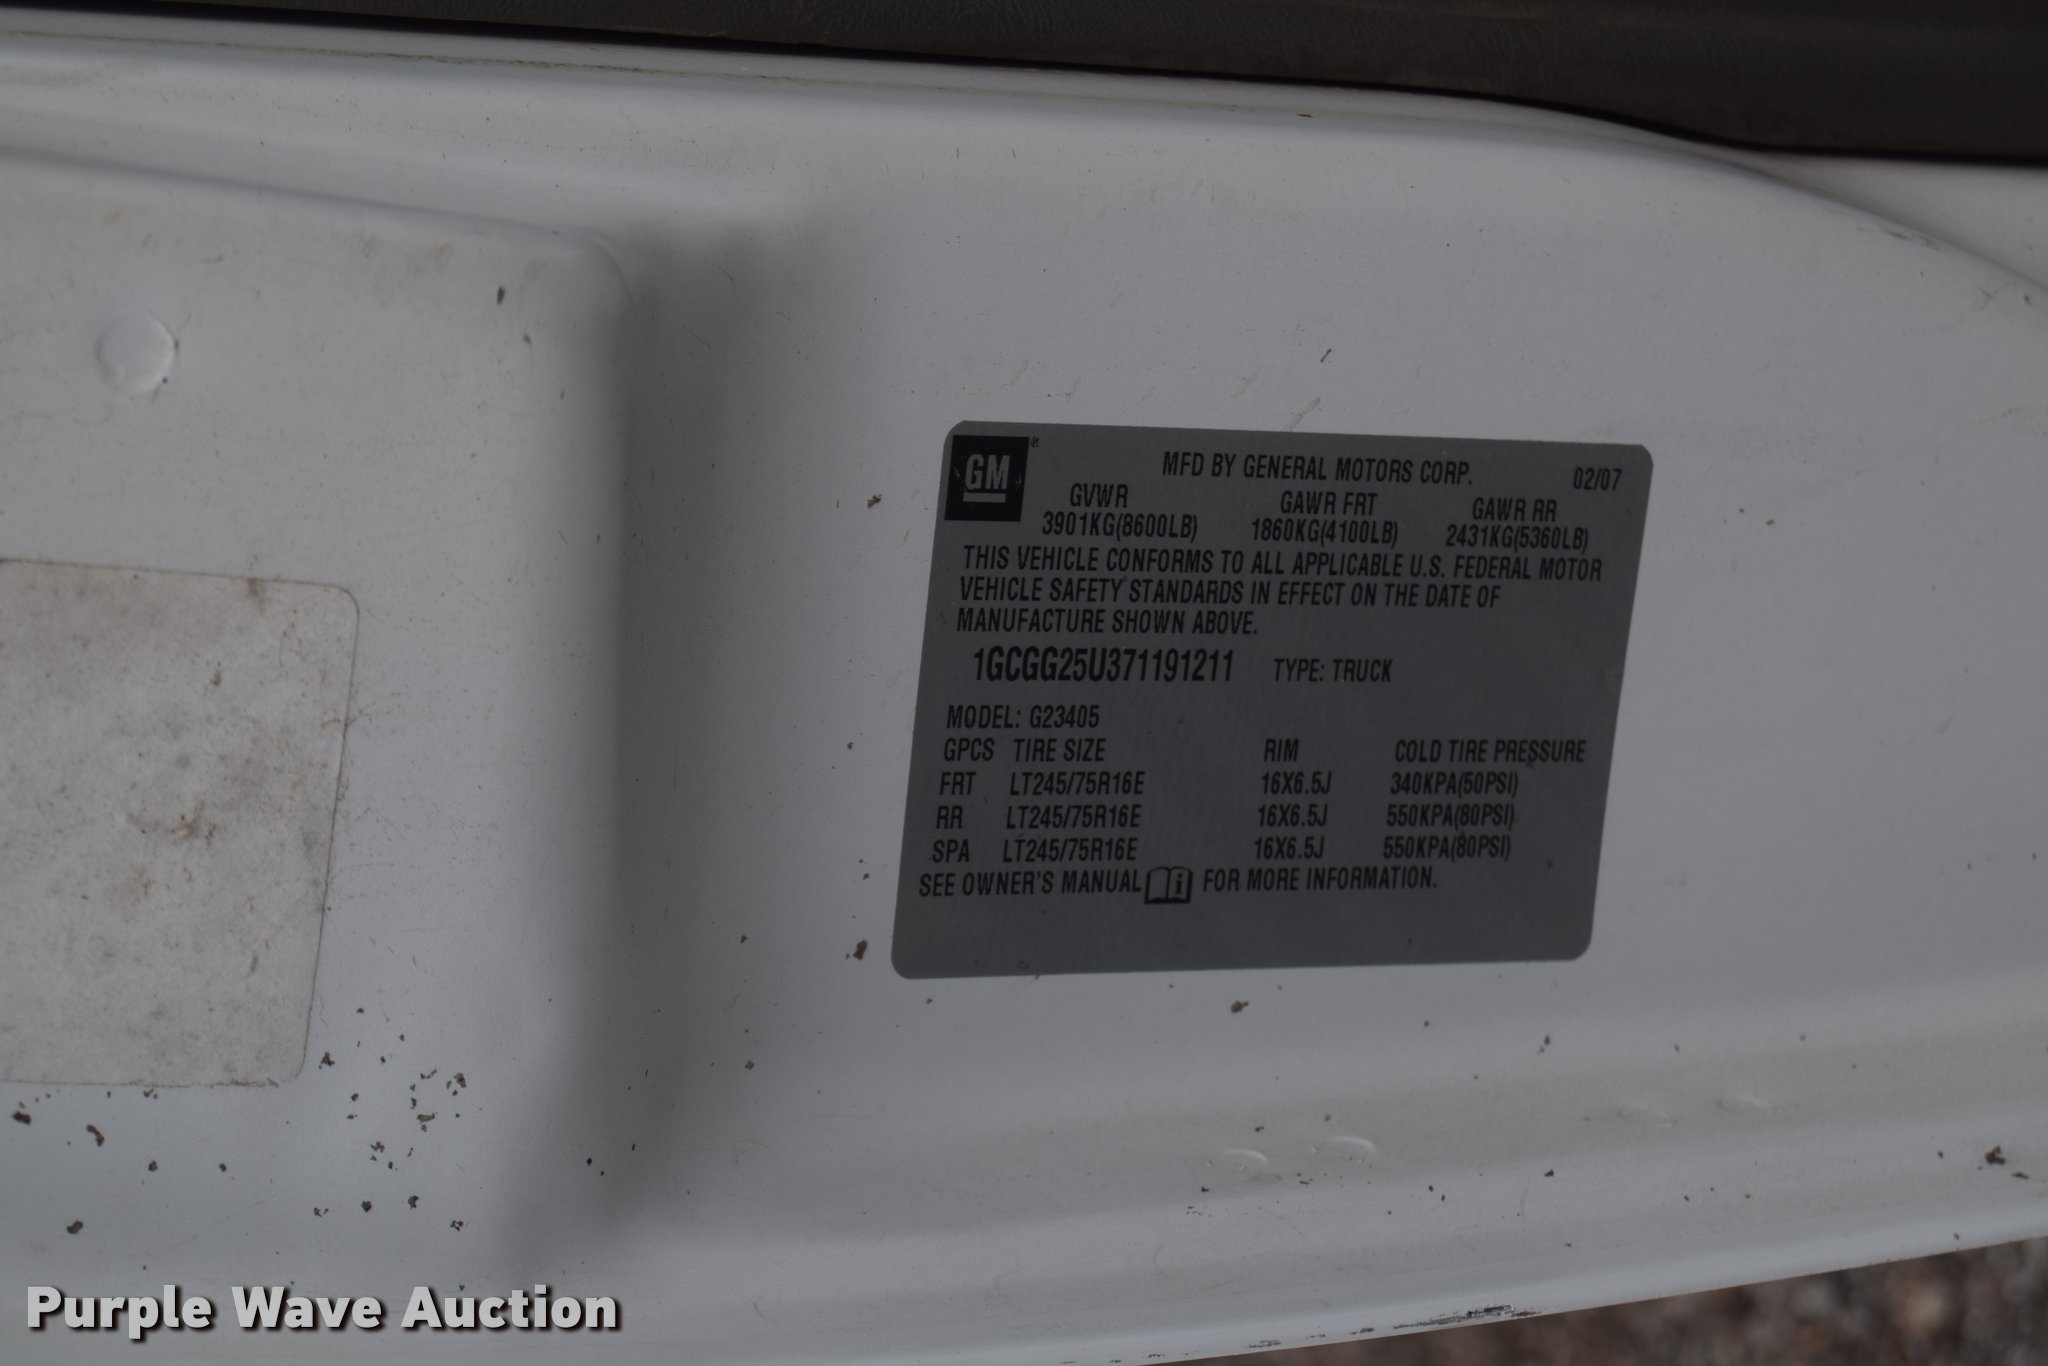 GM®
MFD BY GENERAL MOTORS CORP. 02/07
GVWR GAWR FRT GAWR RR
3901KG(8600LB) 1860KG(4100LB) 2431KG(5360LB)
THIS VEHICLE CONFORMS TO ALL APPLICABLE U.S. FEDERAL MOTOR
VEHICLE SAFETY STANDARDS IN EFFECT ON THE DATE OF
MANUFACTURE SHOWN ABOVE.
1GCGG25U371191211 TYPE: TRUCK
MODEL: G23405
GPCS TIRE SIZE RIM COLD TIRE PRESSURE
FRT LT245/75R16E 16X6.5J 340KPA(50PSI)
RR LT245/75R16E 16X6.5J 550KPA(80PSI)
SPA LT245/75R16E 16X6.5J 550KPA(80PSI)
SEE OWNER'S MANUAL i FOR MORE INFORMATION.
Purple Wave Auction